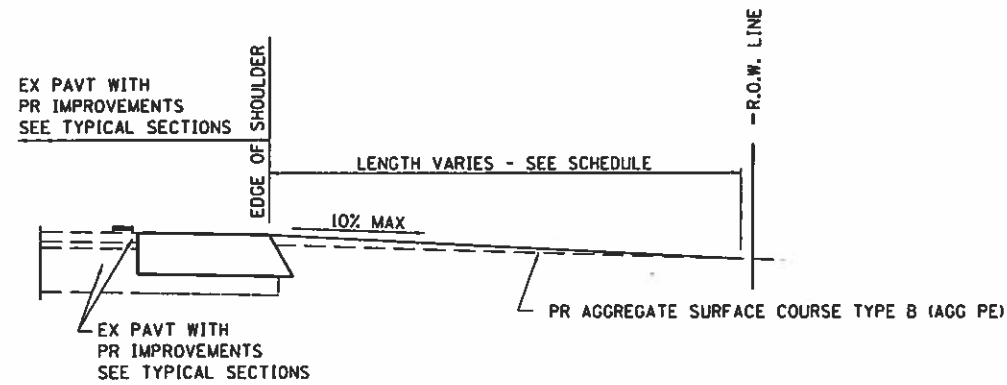 EX PAVT WITH
PR IMPROVEMENTS
SEE TYPICAL SECTIONS
EDGE OF SHOULDER
R.O.W. LINE
LENGTH VARIES - SEE SCHEDULE
10% MAX
PR AGGREGATE SURFACE COURSE TYPE B (AGG PE)
EX PAVT WITH
PR IMPROVEMENTS
SEE TYPICAL SECTIONS